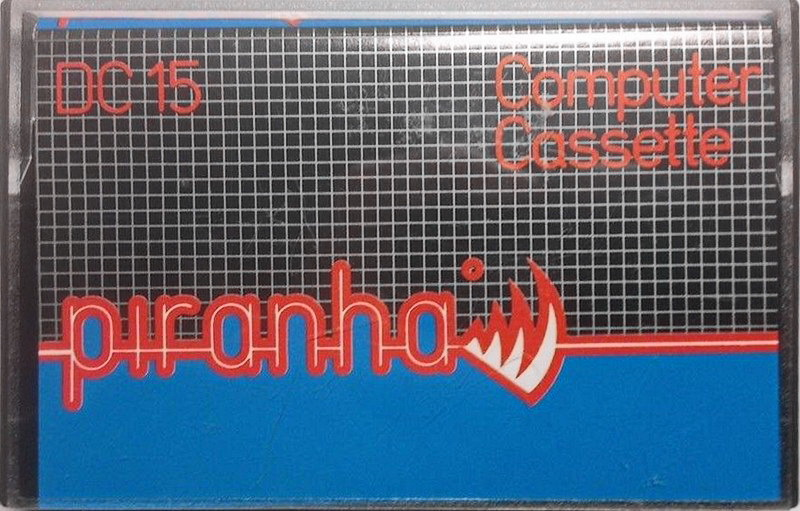 DC 15
Computer
Cassette
piranha